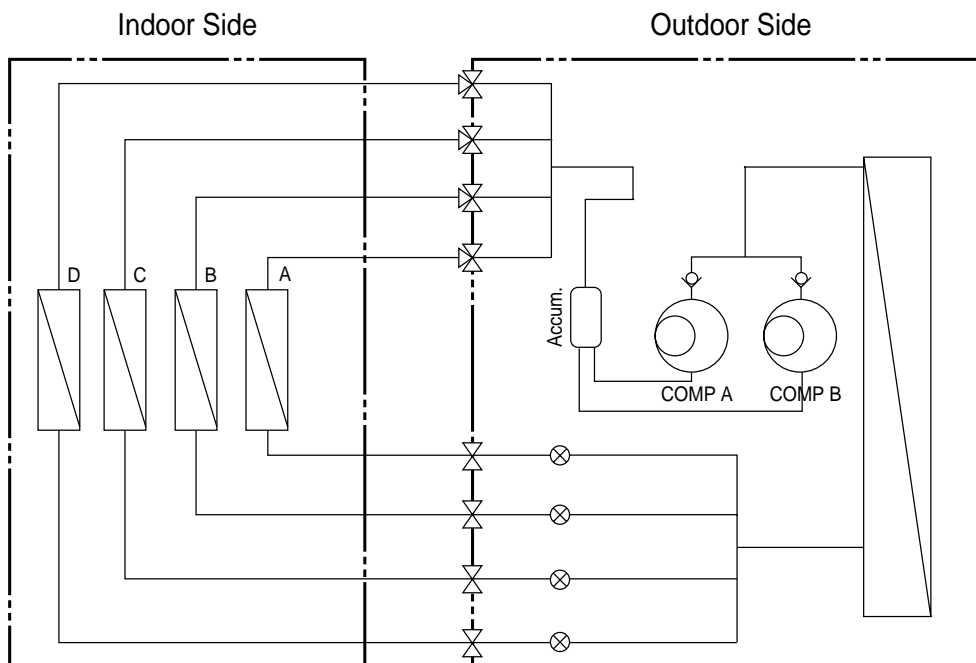 Indoor Side
Outdoor Side
D
C
B
A
Accum.
COMP A
COMP B